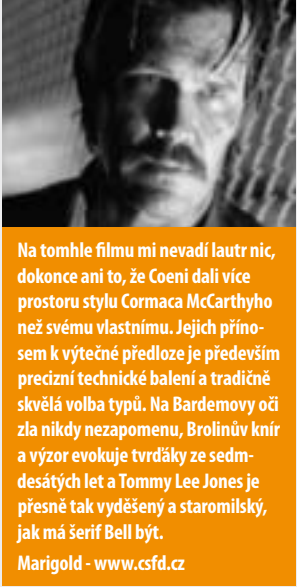 Na tomhle filmu mi nevadí lautr nic,
dokonce ani to, že Coeni dali více
prostoru stylu Cormaca McCarthyho
než svému vlastnímu. Jejich příno-
sem k výtečné předloze je především
precizní technické balení a tradičně
skvělá volba typů. Na Bardemovy oči
zla nikdy nezapomenu, Brolinův knír
a výzor evokuje tvrďáky ze sedm-
desátých let a Tommy Lee Jones je
přesně tak vyděšený a staromilský,
jak má šerif Bell být.
Marigold - www.csfd.cz